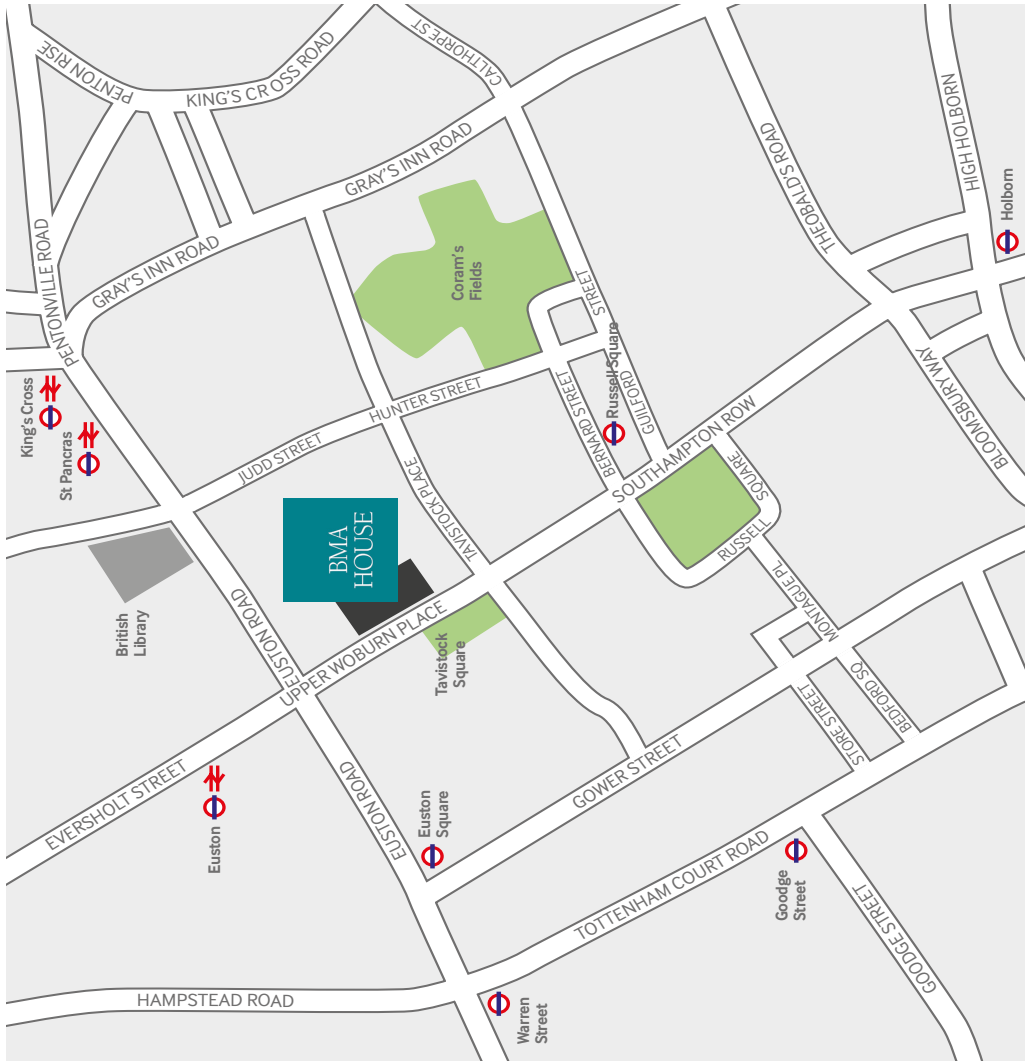 PENTON RISE
KING'S CROSS ROAD
CALTHORPE ST
PENTONVILLE ROAD
GRAY'S INN ROAD
GRAY'S INN ROAD
THEOBALD'S ROAD
HIGH HOLBORN
Holborn
Coram's
Fields
King's Cross
St Pancras
JUDD STREET
HUNTER STREET
BERNARD STREET
GUILFORD
STREET
Russell Square
SOUTHAMPTON ROW
BLOOMSBURY WAY
BMA
HOUSE
TAVISTOCK PLACE
SQUARE
RUSSELL
British
Library
EUSTON ROAD
UPPER WOBURN PLACE
Tavistock
Square
MONTAGUE PL
EVERSHOLT STREET
Euston
EUSTON ROAD
Euston
Square
GOWER STREET
STORE STREET
BEDFORD SQ
TOTTENHAM COURT ROAD
Goodge
Street
GOODGE STREET
HAMPSTEAD ROAD
Warren
Street